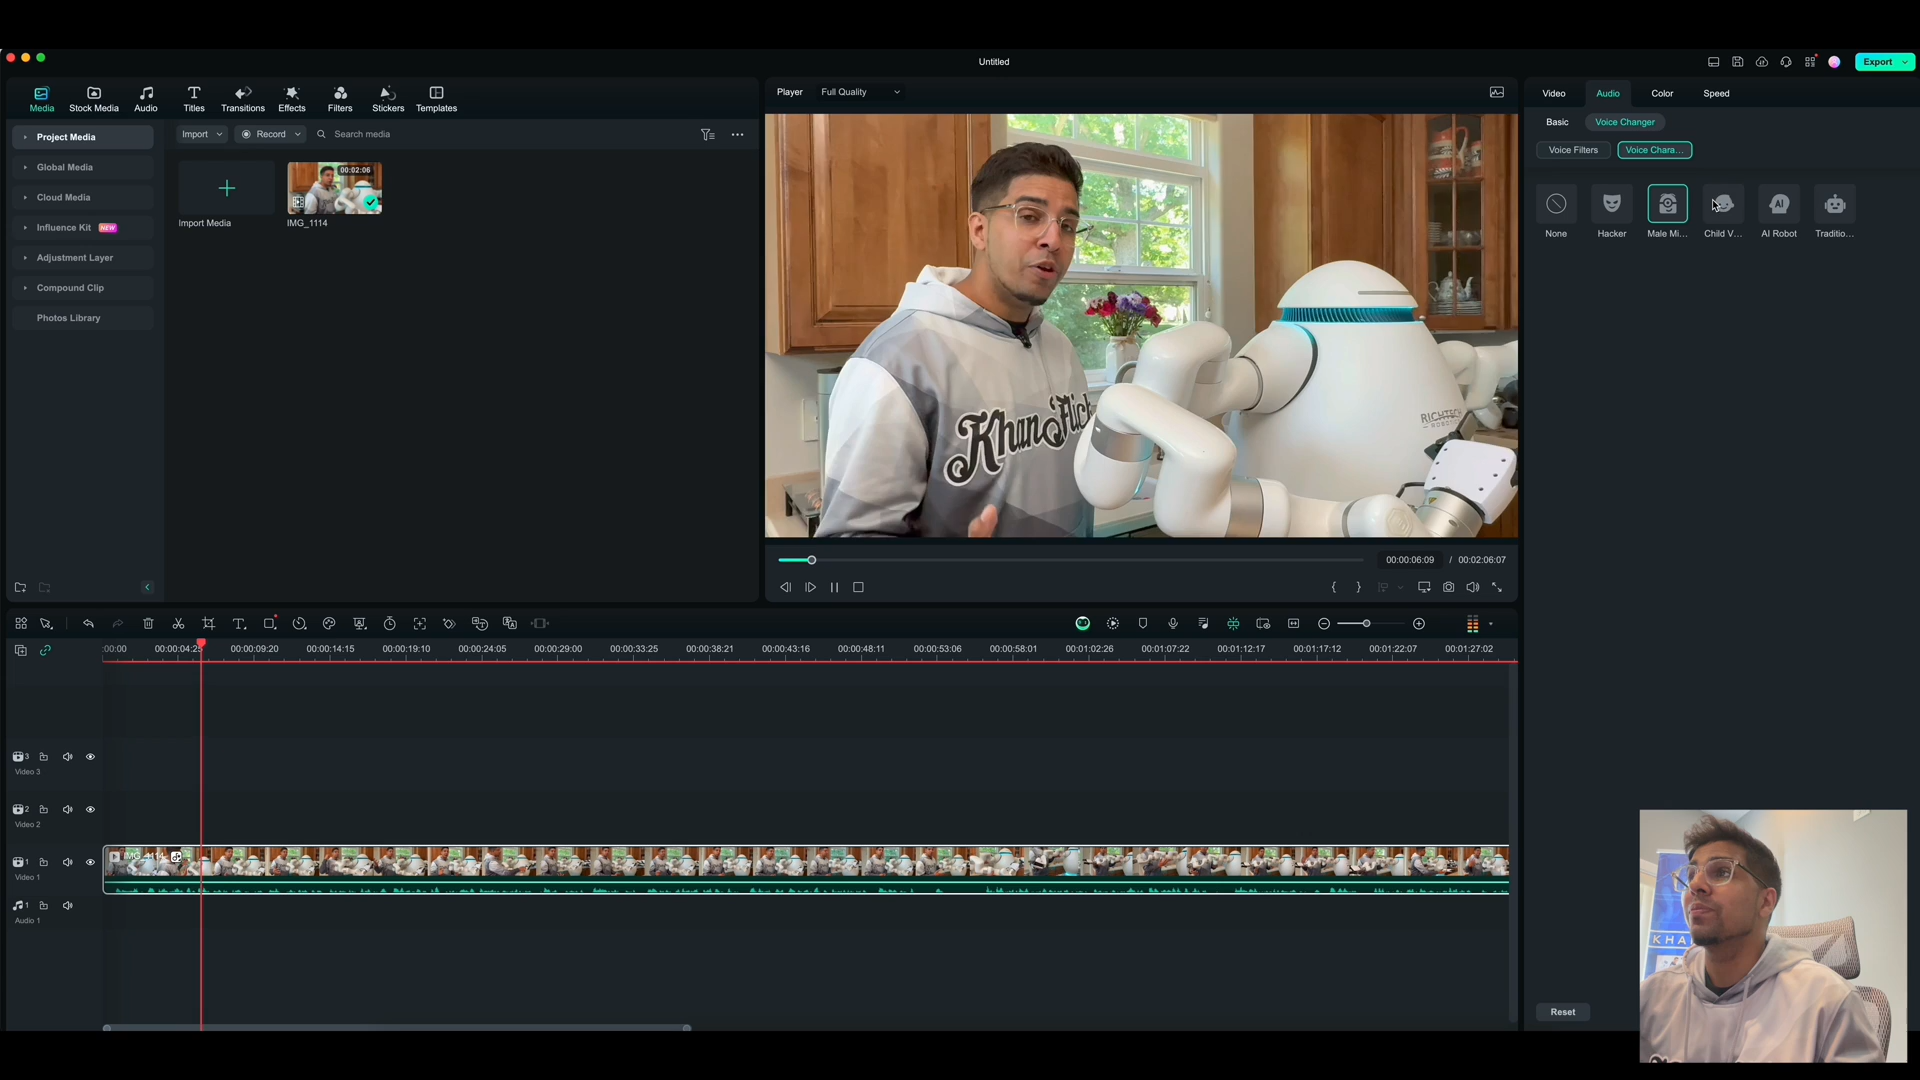 Untitled
Export
Media
Stock Media
Audio
Titles
Transitions
Effects
Filters
Stickers
Templates
Project Media
Global Media
Cloud Media
Influence Kit NEW
Adjustment Layer
Compound Clip
Photos Library
Import
Record
Search media
Import Media
00:02:06
IMG_1114
Player
Full Quality
Khan Flicks
RICHTECH
ROBOTICS
00:00:06:09 / 00:02:06:07
Video
Audio
Color
Speed
Basic
Voice Changer
Voice Filters
Voice Chara...
None
Hacker
Male Mi...
Child V...
AI Robot
Traditio...
:00:00
00:00:04:25
00:00:09:20
00:00:14:15
00:00:19:10
00:00:24:05
00:00:29:00
00:00:33:25
00:00:38:21
00:00:43:16
00:00:48:11
00:00:53:06
00:00:58:01
00:01:02:26
00:01:07:22
00:01:12:17
00:01:17:12
00:01:22:07
00:01:27:02
3
Video 3
2
Video 2
1
Video 1
IMG_1114
1
Audio 1
Reset
KHA